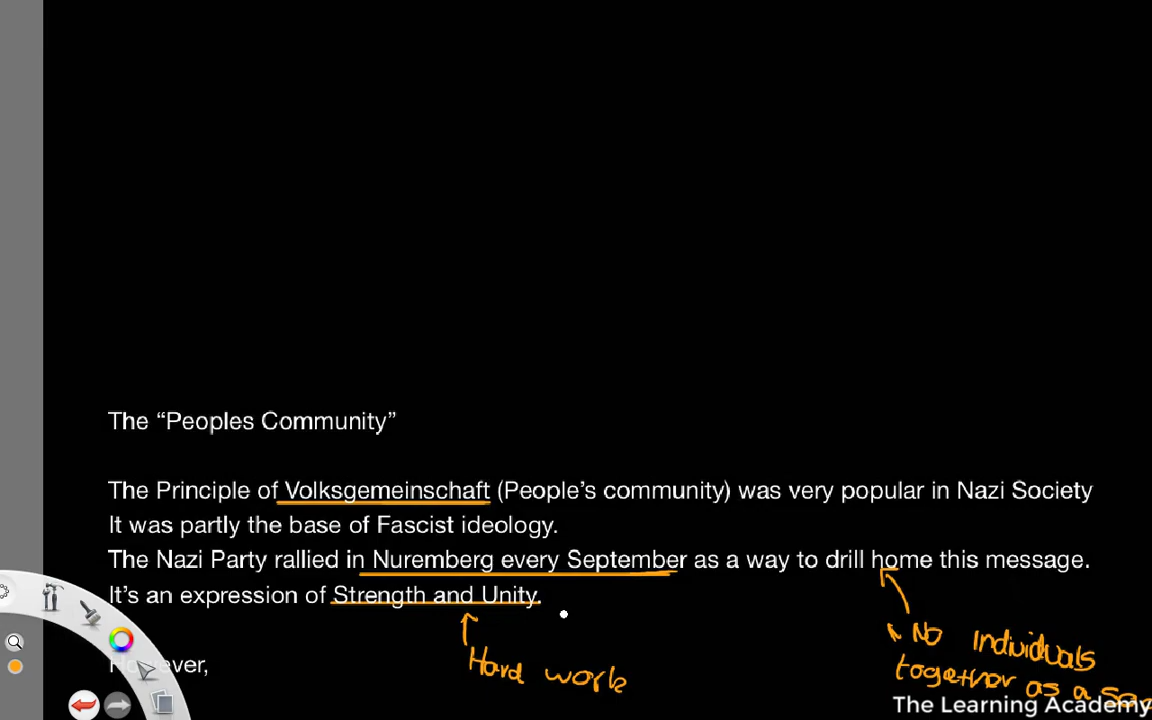 The “Peoples Community”
The Principle of Volksgemeinschaft (People’s community) was very popular in Nazi Society
It was partly the base of Fascist ideology.
The Nazi Party rallied in Nuremberg every September as a way to drill home this message.
It’s an expression of Strength and Unity.
No Individuals
together as a
Hard work
However,
The Learning Academy